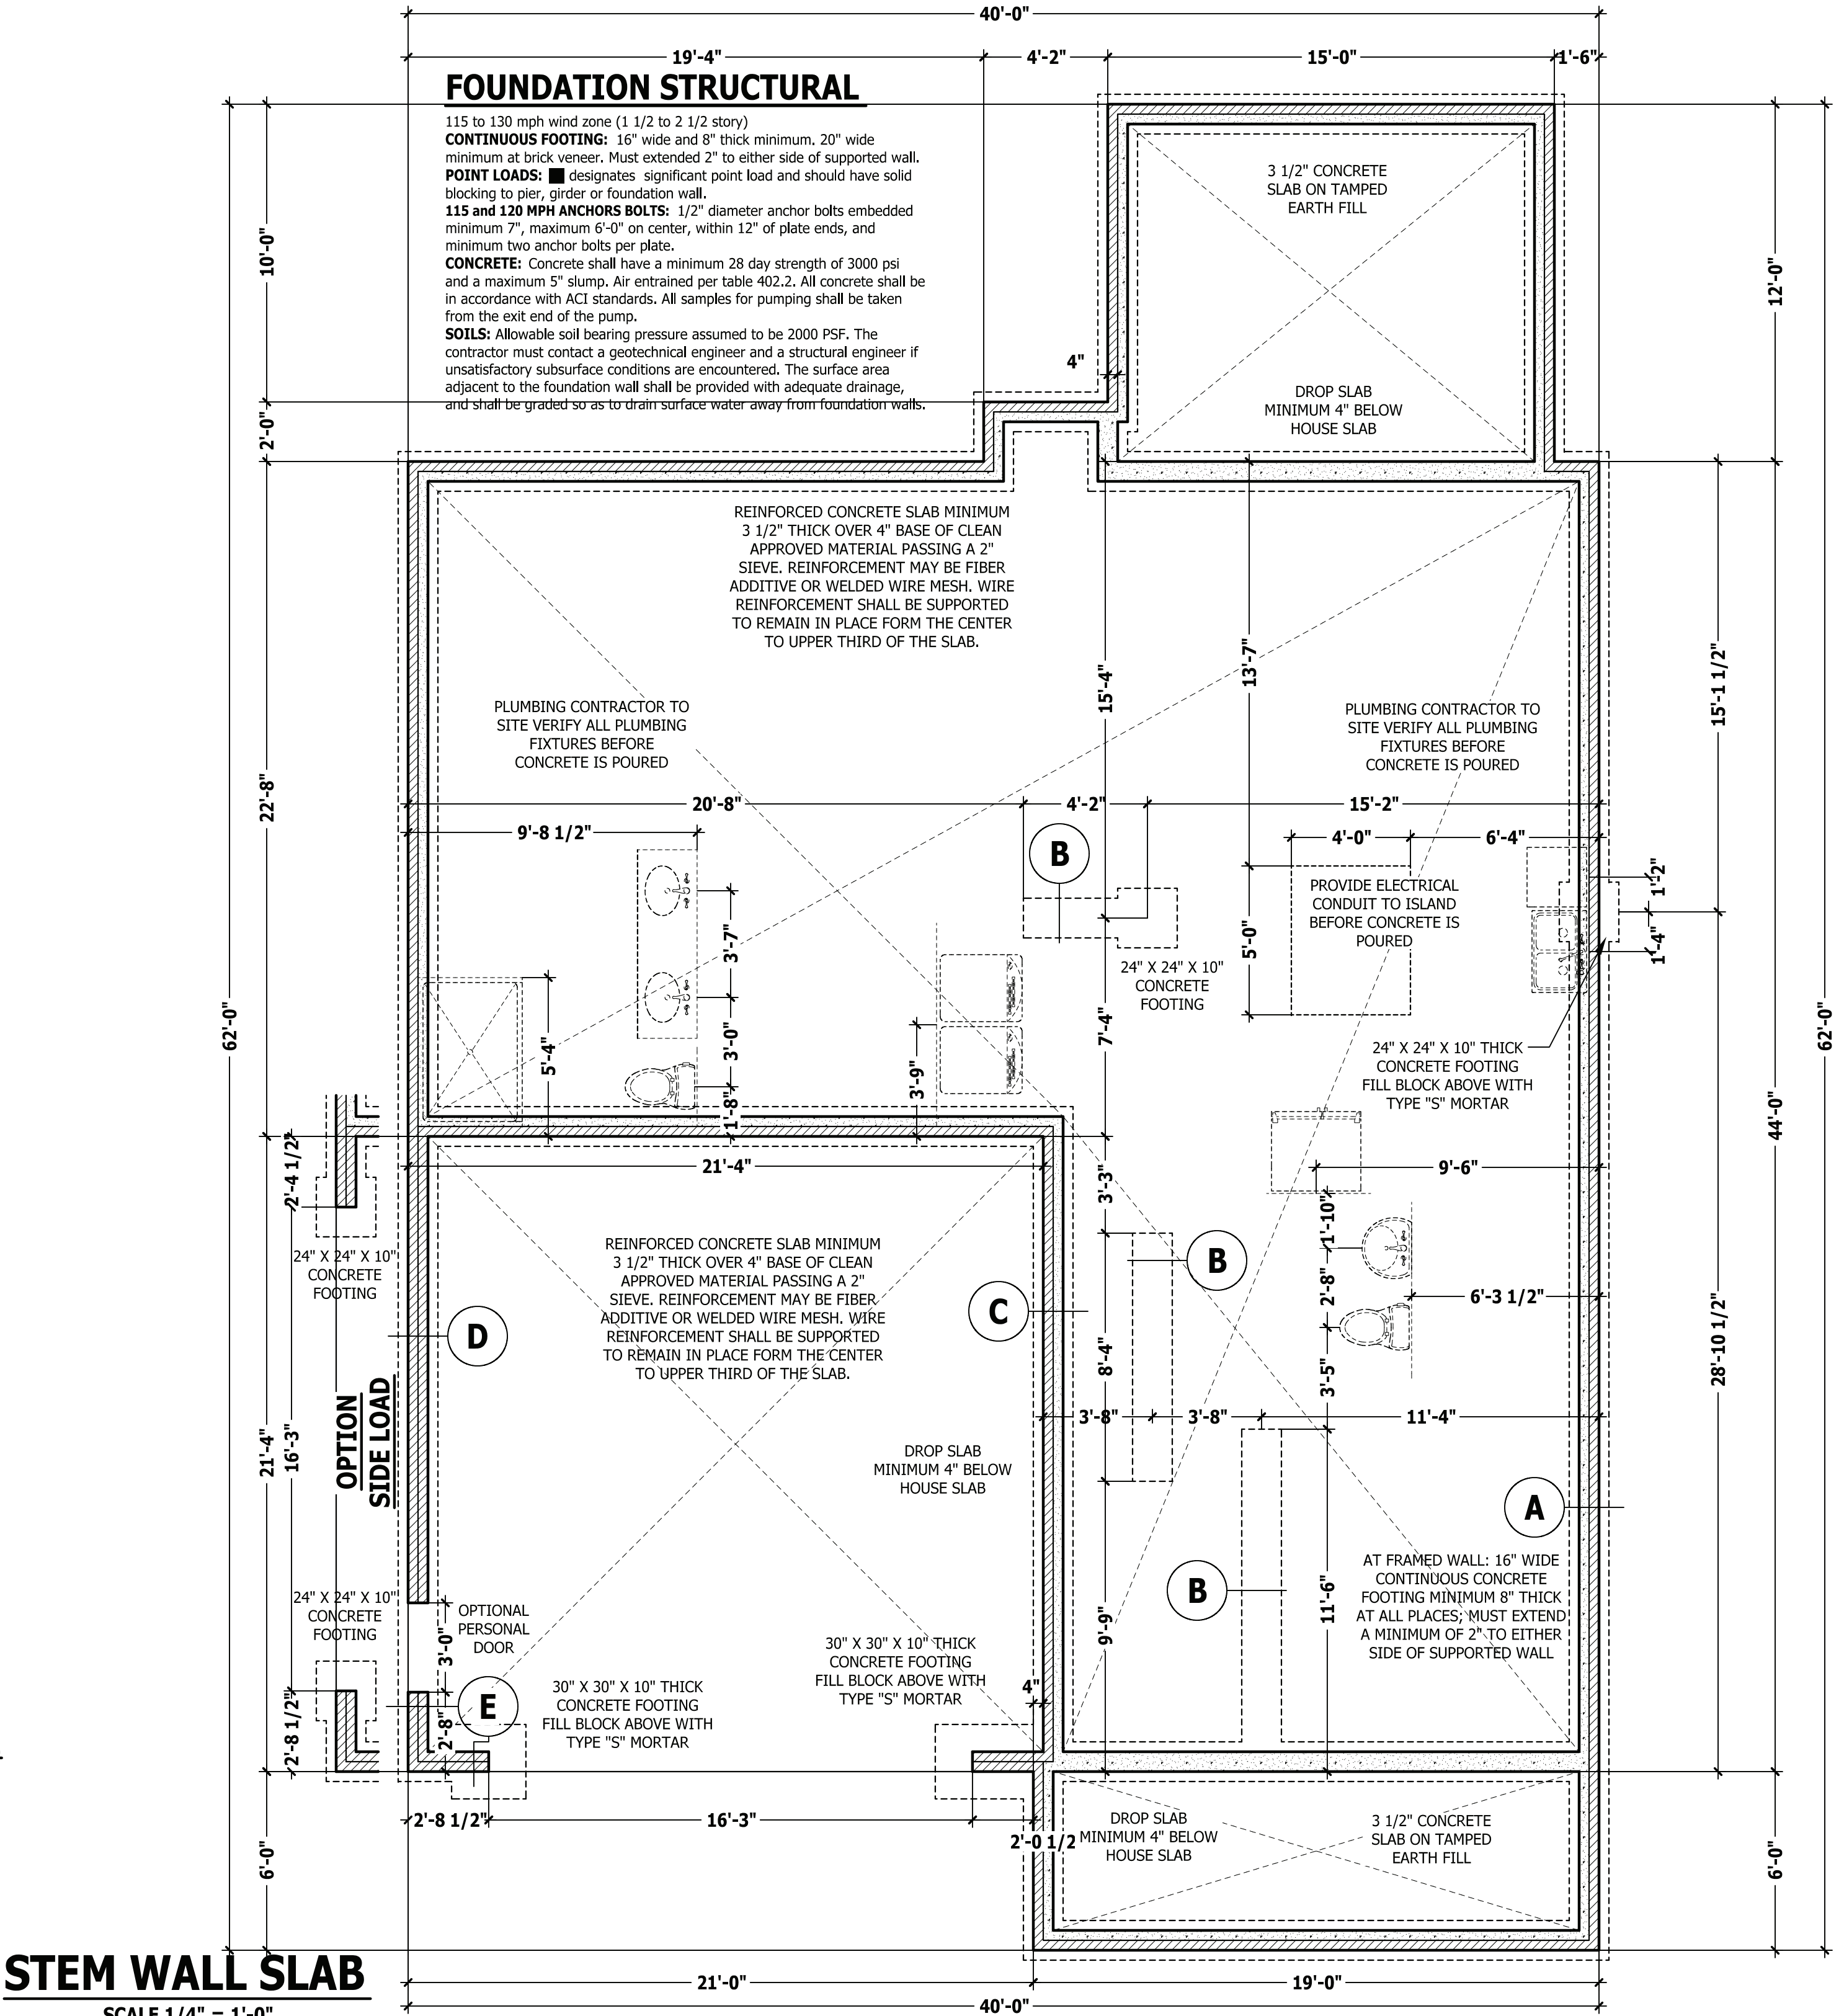 40'-0"
19'-4"
4'-2"
15'-0"
1'-6"
FOUNDATION STRUCTURAL
115 to 130 mph wind zone (1 1/2 to 2 1/2 story)
CONTINUOUS FOOTING: 16" wide and 8" thick minimum. 20" wide
minimum at brick veneer. Must extended 2" to either side of supported wall.
POINT LOADS: designates significant point load and should have solid
blocking to pier, girder or foundation wall.
115 and 120 MPH ANCHORS BOLTS: 1/2" diameter anchor bolts embedded
minimum 7", maximum 6'-0" on center, within 12" of plate ends, and
minimum two anchor bolts per plate.
CONCRETE: Concrete shall have a minimum 28 day strength of 3000 psi
and a maximum 5" slump. Air entrained per table 402.2. All concrete shall be
in accordance with ACI standards. All samples for pumping shall be taken
from the exit end of the pump.
SOILS: Allowable soil bearing pressure assumed to be 2000 PSF. The
contractor must contact a geotechnical engineer and a structural engineer if
unsatisfactory subsurface conditions are encountered. The surface area
adjacent to the foundation wall shall be provided with adequate drainage,
and shall be graded so as to drain surface water away from foundation walls.
3 1/2" CONCRETE
SLAB ON TAMPED
EARTH FILL
10'-0"
12'-0"
4"
DROP SLAB
MINIMUM 4" BELOW
HOUSE SLAB
2'-0"
REINFORCED CONCRETE SLAB MINIMUM
3 1/2" THICK OVER 4" BASE OF CLEAN
APPROVED MATERIAL PASSING A 2"
SIEVE. REINFORCEMENT MAY BE FIBER
ADDITIVE OR WELDED WIRE MESH. WIRE
REINFORCEMENT SHALL BE SUPPORTED
TO REMAIN IN PLACE FORM THE CENTER
TO UPPER THIRD OF THE SLAB.
13'-7"
15'-4"
15'-1 1/2"
PLUMBING CONTRACTOR TO
SITE VERIFY ALL PLUMBING
FIXTURES BEFORE
CONCRETE IS POURED
PLUMBING CONTRACTOR TO
SITE VERIFY ALL PLUMBING
FIXTURES BEFORE
CONCRETE IS POURED
22'-8"
20'-8"
4'-2"
15'-2"
9'-8 1/2"
4'-0"
6'-4"
B
1'-2"
PROVIDE ELECTRICAL
CONDUIT TO ISLAND
BEFORE CONCRETE IS
POURED
3'-7"
5'-0"
1'-4"
24" X 24" X 10"
CONCRETE
FOOTING
62'-0"
62'-0"
3'-0"
7'-4"
5'-4"
3'-9"
24" X 24" X 10" THICK
CONCRETE FOOTING
FILL BLOCK ABOVE WITH
TYPE "S" MORTAR
1'-8"
44'-0"
2'-4 1/2"
21'-4"
3'-3"
9'-6"
1'-10"
24" X 24" X 10"
CONCRETE
FOOTING
REINFORCED CONCRETE SLAB MINIMUM
3 1/2" THICK OVER 4" BASE OF CLEAN
APPROVED MATERIAL PASSING A 2"
SIEVE. REINFORCEMENT MAY BE FIBER
ADDITIVE OR WELDED WIRE MESH. WIRE
REINFORCEMENT SHALL BE SUPPORTED
TO REMAIN IN PLACE FORM THE CENTER
TO UPPER THIRD OF THE SLAB.
B
2'-8"
6'-3 1/2"
C
D
8'-4"
3'-5"
28'-10 1/2"
OPTION
SIDE LOAD
3'-8"
3'-8"
11'-4"
21'-4"
16'-3"
DROP SLAB
MINIMUM 4" BELOW
HOUSE SLAB
A
AT FRAMED WALL: 16" WIDE
CONTINUOUS CONCRETE
FOOTING MINIMUM 8" THICK
AT ALL PLACES; MUST EXTEND
A MINIMUM OF 2" TO EITHER
SIDE OF SUPPORTED WALL
B
11'-6"
9'-9"
24" X 24" X 10"
CONCRETE
FOOTING
OPTIONAL
PERSONAL
DOOR
3'-0"
30" X 30" X 10" THICK
CONCRETE FOOTING
FILL BLOCK ABOVE WITH
TYPE "S" MORTAR
30" X 30" X 10" THICK
CONCRETE FOOTING
FILL BLOCK ABOVE WITH
TYPE "S" MORTAR
4"
E
2'-8"
2'-8 1/2"
2'-8 1/2"
16'-3"
2'-0 1/2
DROP SLAB
MINIMUM 4" BELOW
HOUSE SLAB
3 1/2" CONCRETE
SLAB ON TAMPED
EARTH FILL
6'-0"
6'-0"
STEM WALL SLAB
SCALE 1/4" = 1'-0"
21'-0"
19'-0"
40'-0"